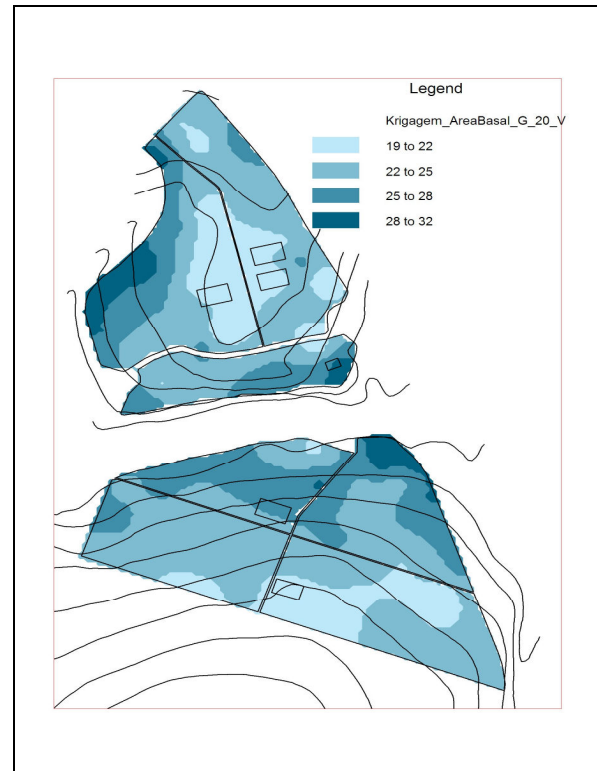 Legend
Krigagem_AreaBasal_G_20_V
19 to 22
22 to 25
25 to 28
28 to 32